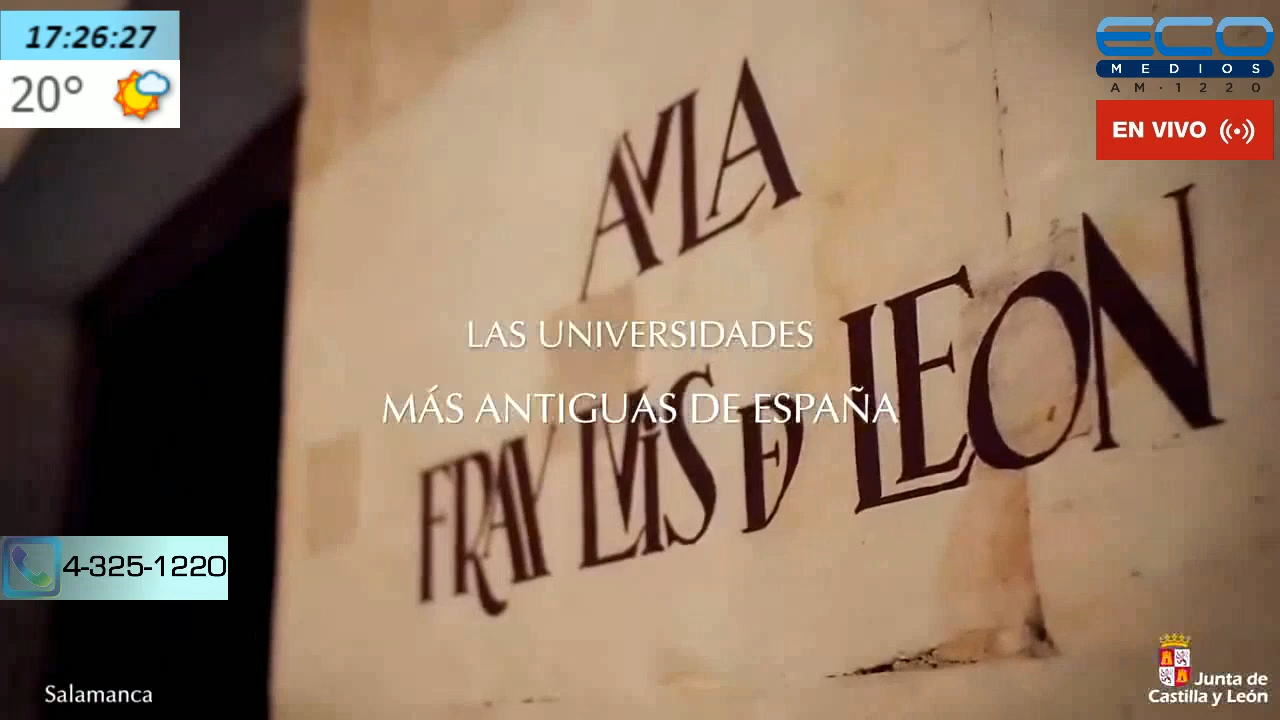 17:26:27
20°
ECO
MEDIOS
AM·1220
EN VIVO
AVLA
LAS UNIVERSIDADES
MÁS ANTIGUAS DE ESPAÑA
FRAY LVIS DE LEON
4-325-1220
Salamanca
Junta de
Castilla y León